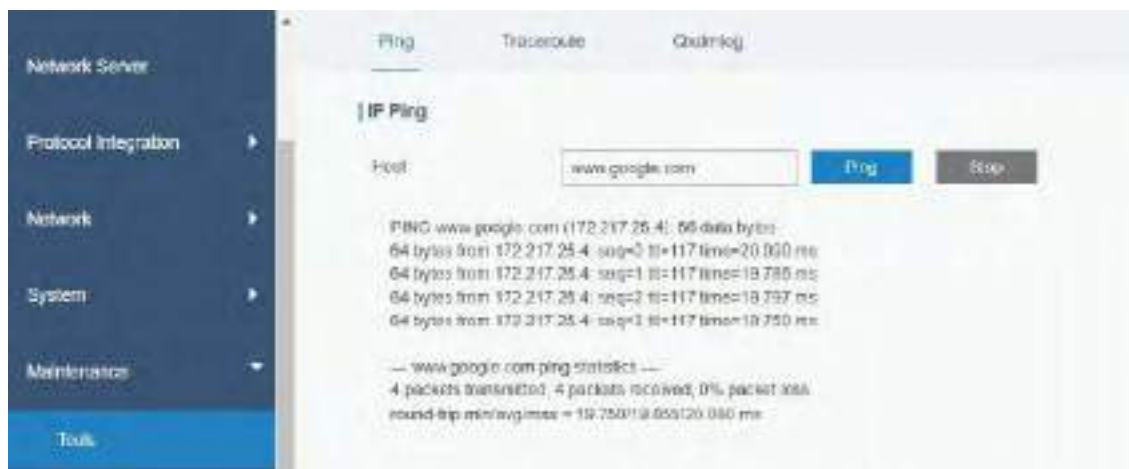 Ping Traceroute Qxdmlog
Network Server
| IP Ping
Protocol Integration
Host www.google.com Ping Stop
Network
PING www.google.com (172.217.25.4): 56 data bytes
64 bytes from 172.217.25.4: seq=0 ttl=117 time=20.090 ms
64 bytes from 172.217.25.4: seq=1 ttl=117 time=19.785 ms
64 bytes from 172.217.25.4: seq=2 ttl=117 time=19.797 ms
System
64 bytes from 172.217.25.4: seq=3 ttl=117 time=19.750 ms
Maintenance
--- www.google.com ping statistics ---
4 packets transmitted, 4 packets received, 0% packet loss
round-trip min/avg/max = 19.750/19.855/20.090 ms
Tools